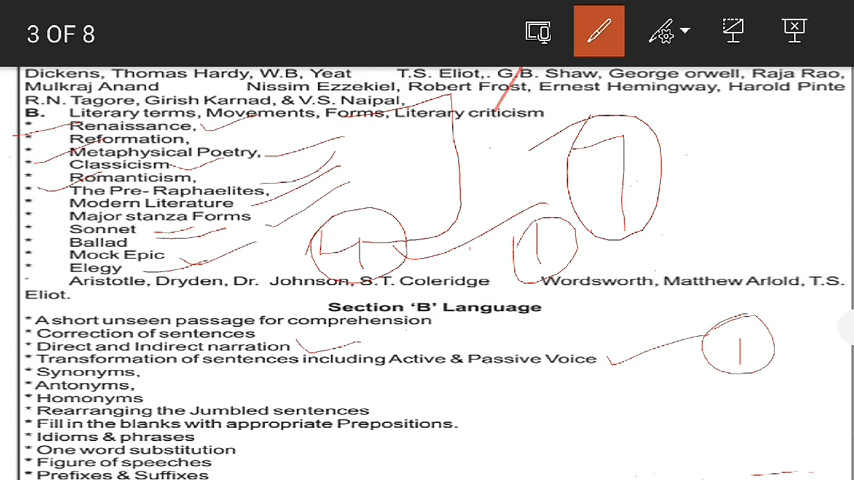 3 OF 8
Dickens, Thomas Hardy, W.B, Yeat T.S. Eliot,. G.B. Shaw, George orwell, Raja Rao,
Mulkraj Anand Nissim Ezzekiel, Robert Frost, Ernest Hemingway, Harold Pinte
R.N. Tagore, Girish Karnad, & V.S. Naipal,
B. Literary terms, Movements, Forms, Literary criticism
* Renaissance,
* Reformation,
* Metaphysical Poetry,
* Classicism
* Romanticism,
* The Pre- Raphaelites,
* Modern Literature
* Major stanza Forms
* Sonnet
* Ballad
* Mock Epic
* Elegy
Aristotle, Dryden, Dr. Johnson, S.T. Coleridge Wordsworth, Matthew Arlold, T.S.
Eliot.
Section ‘B’ Language
* A short unseen passage for comprehension
* Correction of sentences
* Direct and Indirect narration
* Transformation of sentences including Active & Passive Voice
* Synonyms,
* Antonyms,
* Homonyms
* Rearranging the Jumbled sentences
* Fill in the blanks with appropriate Prepositions.
* Idioms & phrases
* One word substitution
* Figure of speeches
* Prefixes & Suffixes